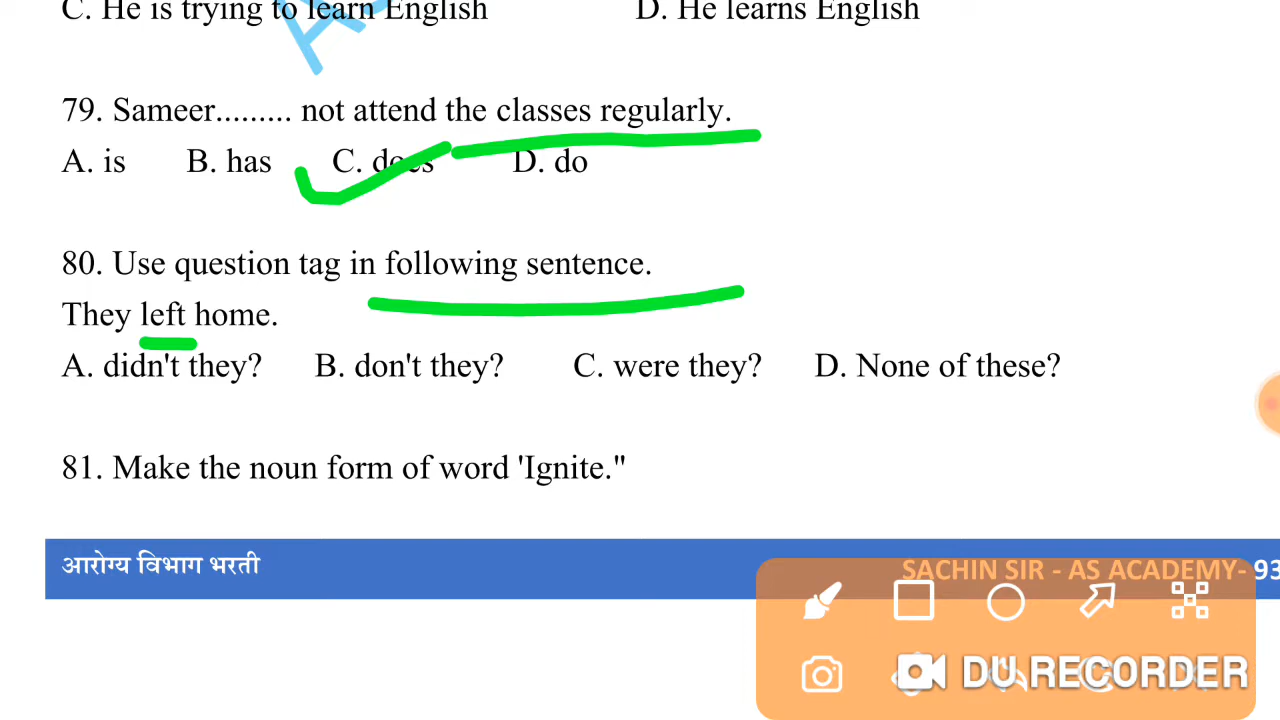 C. He is trying to learn English D. He learns English
79. Sameer......... not attend the classes regularly.
A. is B. has C. does D. do
80. Use question tag in following sentence.
They left home.
A. didn't they? B. don't they? C. were they? D. None of these?
81. Make the noun form of word 'Ignite."
आरोग्य विभाग भरती SACHIN SIR - AS ACADEMY- 93
DU RECORDER